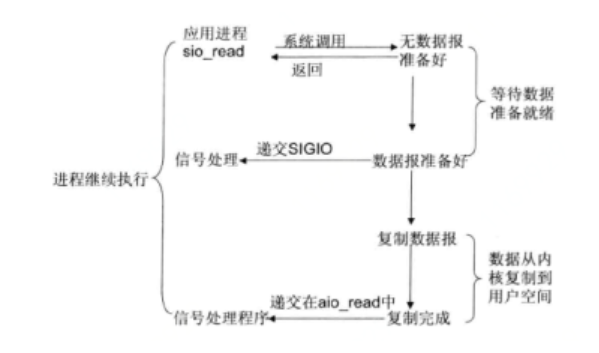 应用进程
sio_read
系统调用
返回
无数据报
准备好
等待数据
准备就绪
信号处理
递交SIGIO
数据报准备好
进程继续执行
复制数据报
数据从内
核复制到
用户空间
信号处理程序
递交在aio_read中
复制完成